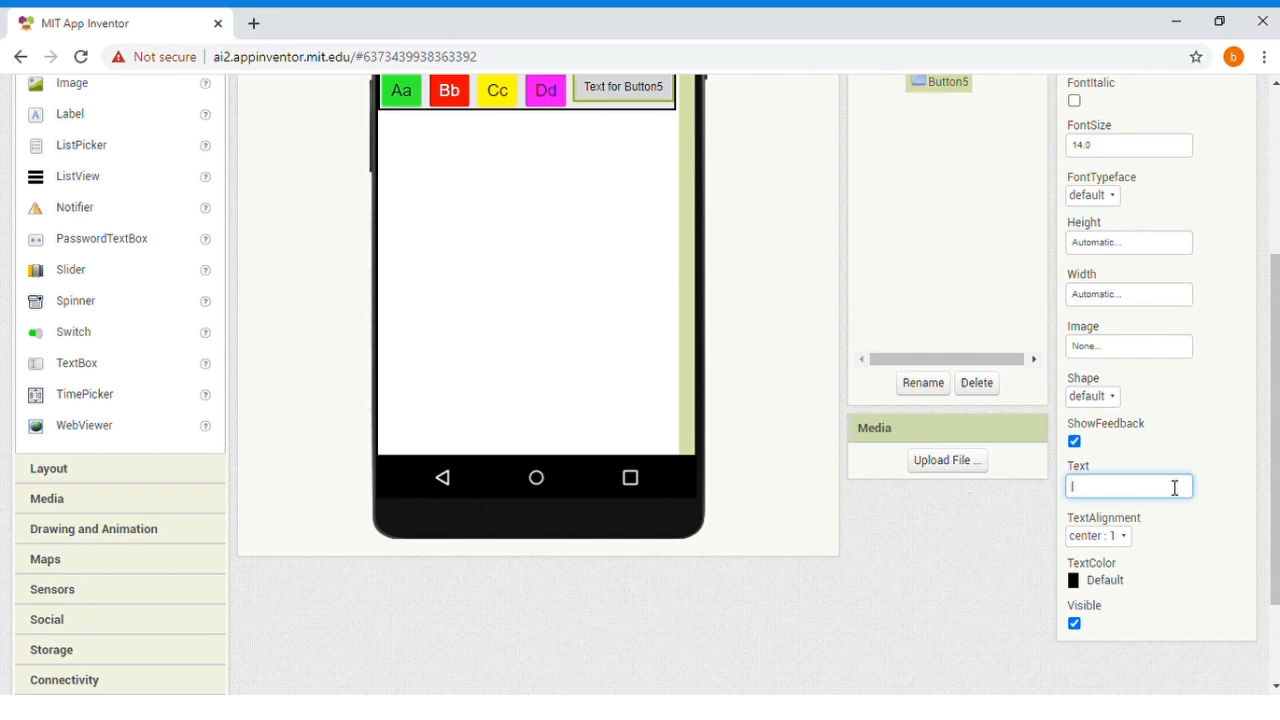 MIT App Inventor
Not secure
ai2.appinventor.mit.edu/#6373439938363392
b
Image
Label
ListPicker
ListView
Notifier
PasswordTextBox
Slider
Spinner
Switch
TextBox
TimePicker
WebViewer
Layout
Media
Drawing and Animation
Maps
Sensors
Social
Storage
Connectivity
Aa
Bb
Cc
Dd
Text for Button5
Button5
Rename
Delete
Media
Upload File ...
FontItalic
FontSize
14.0
FontTypeface
default
Height
Automatic...
Width
Automatic...
Image
None...
Shape
default
ShowFeedback
Text
TextAlignment
center : 1
TextColor
Default
Visible